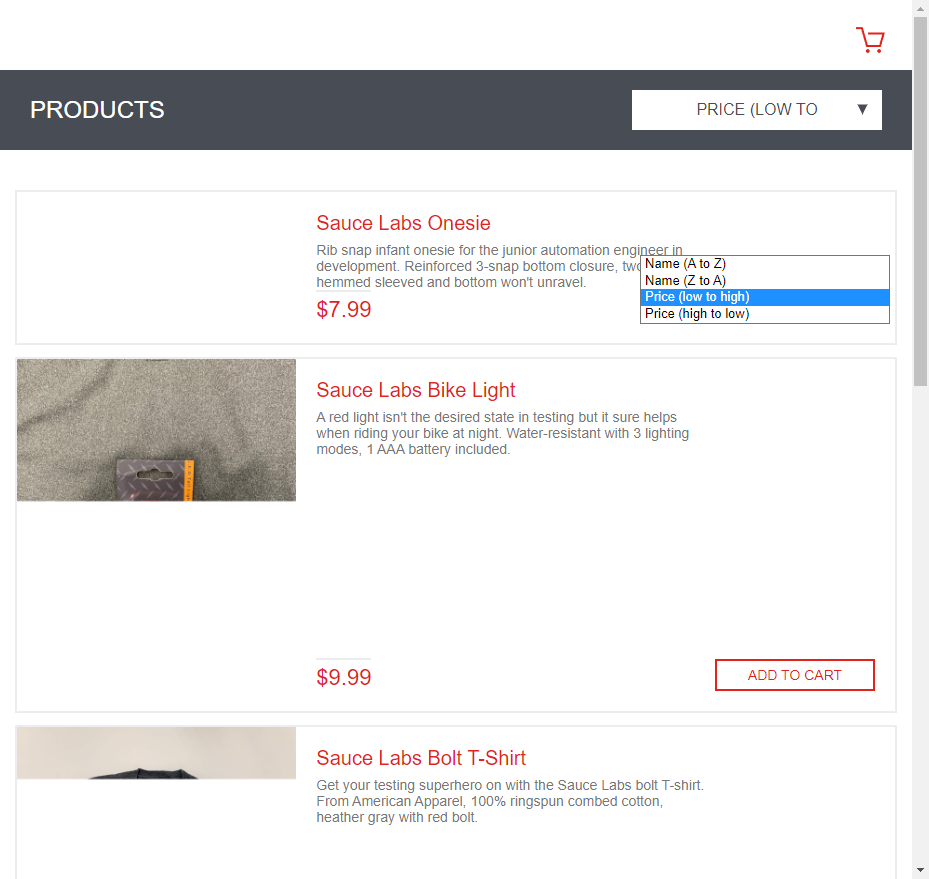 PRODUCTS
PRICE (LOW TO
Sauce Labs Onesie
Rib snap infant onesie for the junior automation engineer in
development. Reinforced 3-snap bottom closure, two
hemmed sleeved and bottom won't unravel.
$7.99
Name (A to Z)
Name (Z to A)
Price (low to high)
Price (high to low)
Sauce Labs Bike Light
A red light isn't the desired state in testing but it sure helps
when riding your bike at night. Water-resistant with 3 lighting
modes, 1 AAA battery included.
$9.99
ADD TO CART
Sauce Labs Bolt T-Shirt
Get your testing superhero on with the Sauce Labs bolt T-shirt.
From American Apparel, 100% ringspun combed cotton,
heather gray with red bolt.